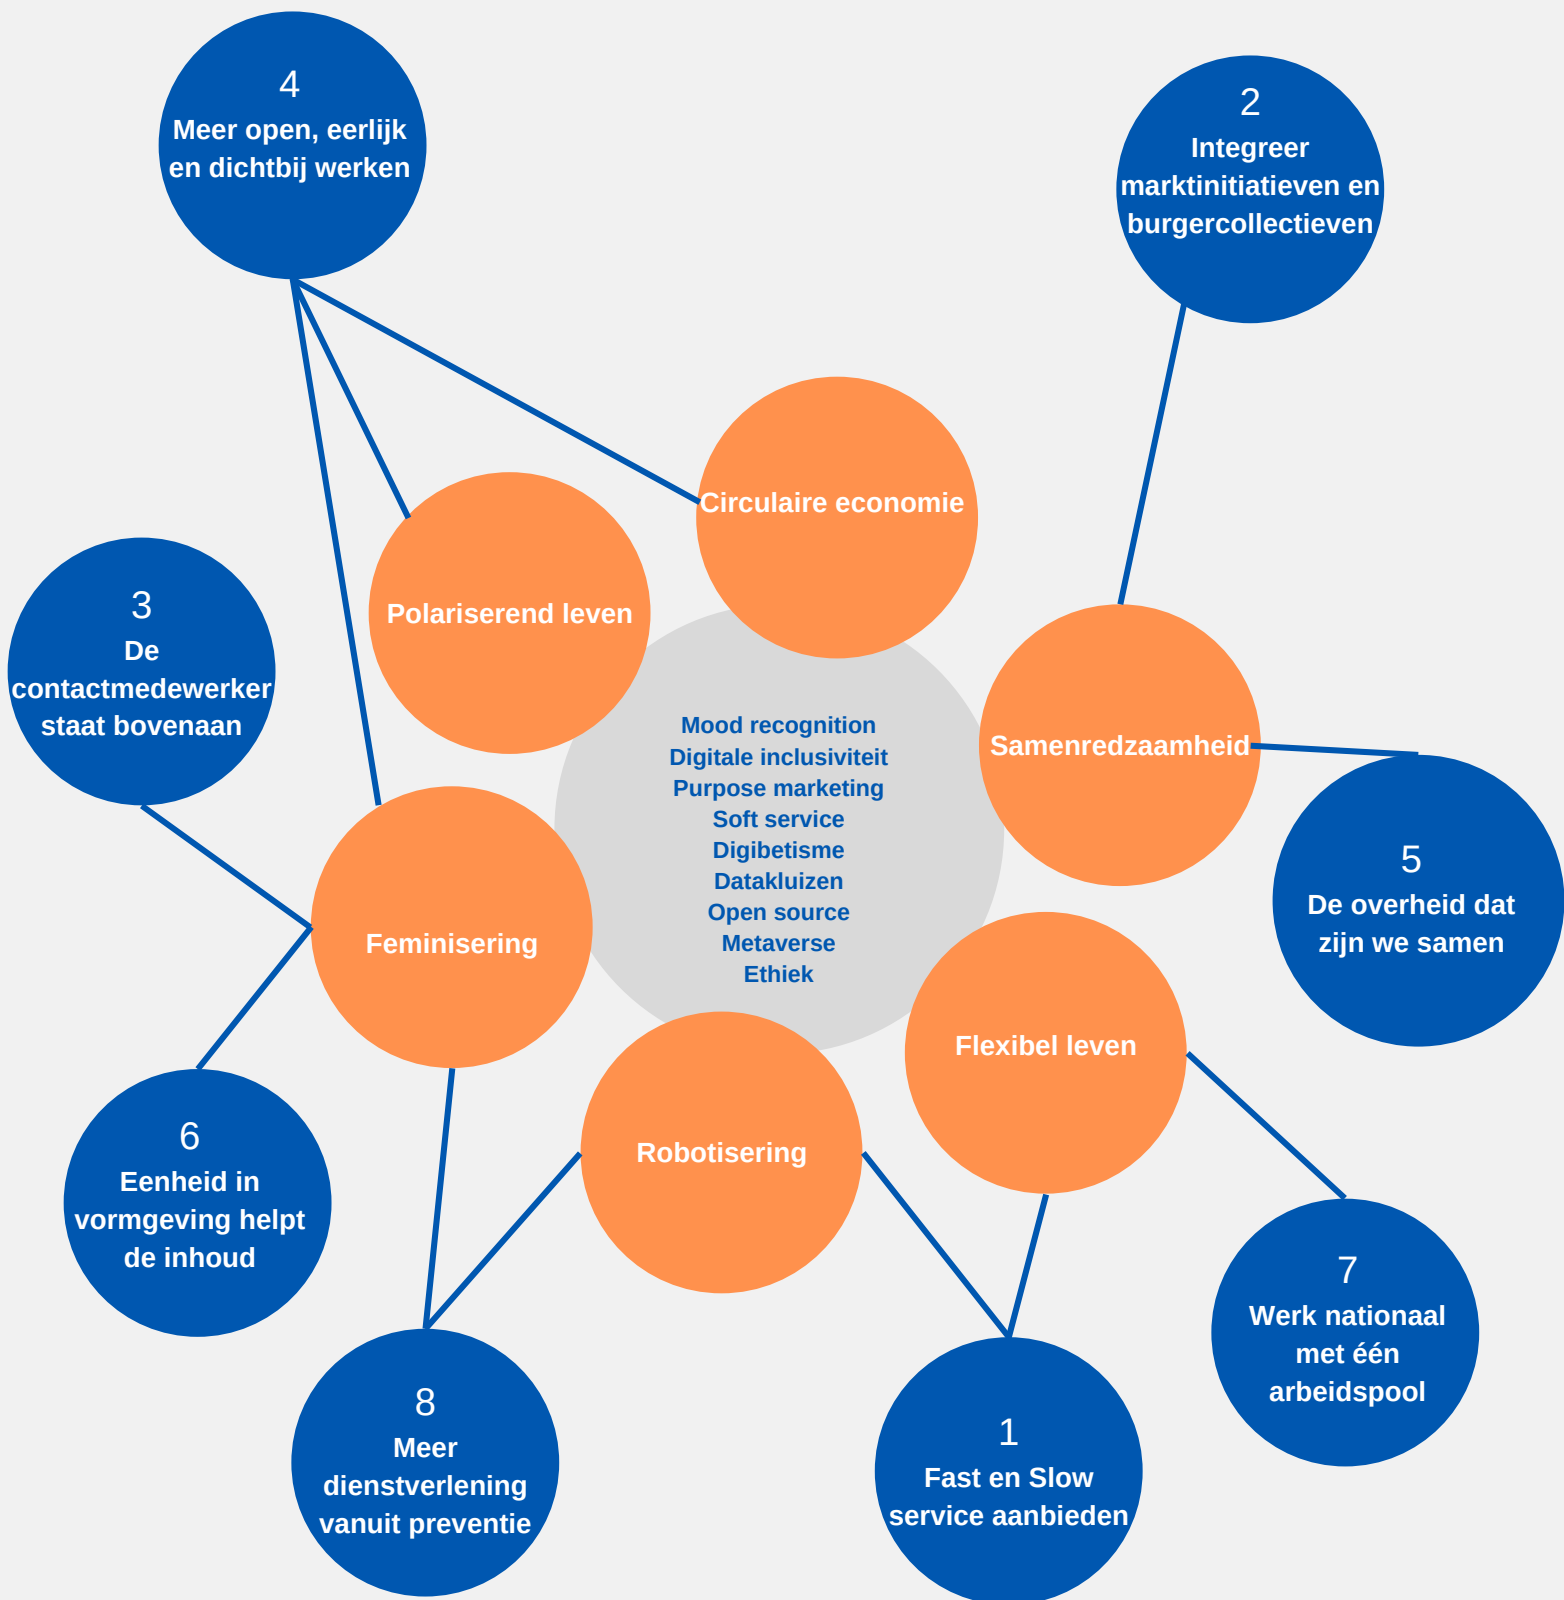 4
Meer open, eerlijk
en dichtbij werken
2
Integreer
marktinitiatieven en
burgercollectieven
Circulaire economie
Polariserend leven
3
De
contactmedewerker
staat bovenaan
Samenredzaamheid
Mood recognition
Digitale inclusiviteit
Purpose marketing
Soft service
Digibetisme
Datakluizen
Open source
Metaverse
Ethiek
5
De overheid dat
zijn we samen
Feminisering
Flexibel leven
Robotisering
6
Eenheid in
vormgeving helpt
de inhoud
7
Werk nationaal
met één
arbeidspool
8
Meer
dienstverlening
vanuit preventie
1
Fast en Slow
service aanbieden